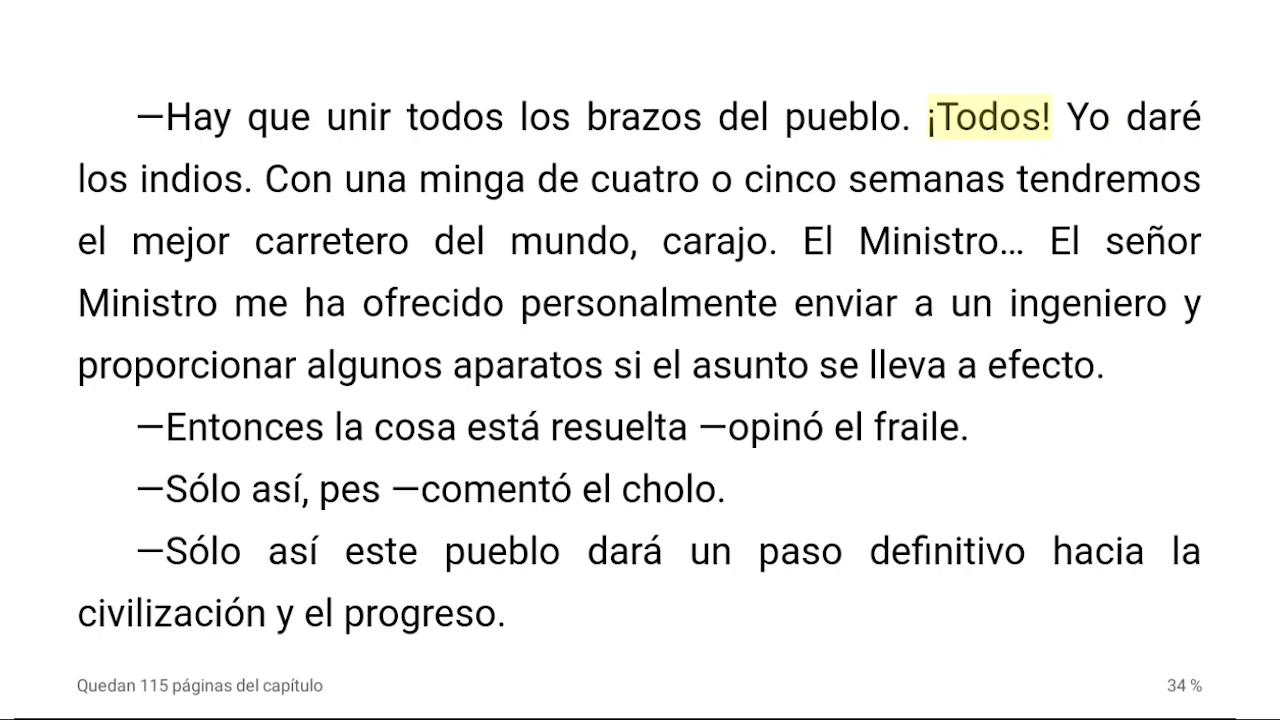 —Hay que unir todos los brazos del pueblo. ¡Todos! Yo daré
los indios. Con una minga de cuatro o cinco semanas tendremos
el mejor carretero del mundo, carajo. El Ministro… El señor
Ministro me ha ofrecido personalmente enviar a un ingeniero y
proporcionar algunos aparatos si el asunto se lleva a efecto.
—Entonces la cosa está resuelta —opinó el fraile.
—Sólo así, pes —comentó el cholo.
—Sólo así este pueblo dará un paso definitivo hacia la
civilización y el progreso.
Quedan 115 páginas del capítulo 34 %